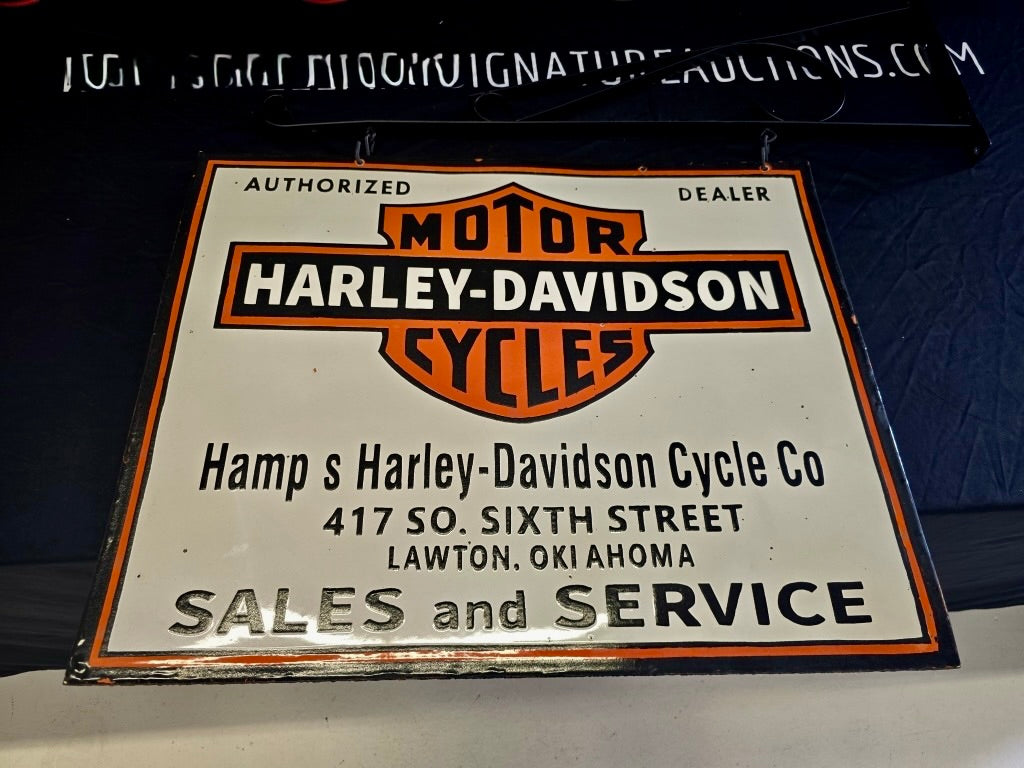 AUTHORIZED DEALER
MOTOR
HARLEY-DAVIDSON
CYCLES
Hamp s Harley-Davidson Cycle Co
417 SO. SIXTH STREET
LAWTON, OKLAHOMA
SALES and SERVICE